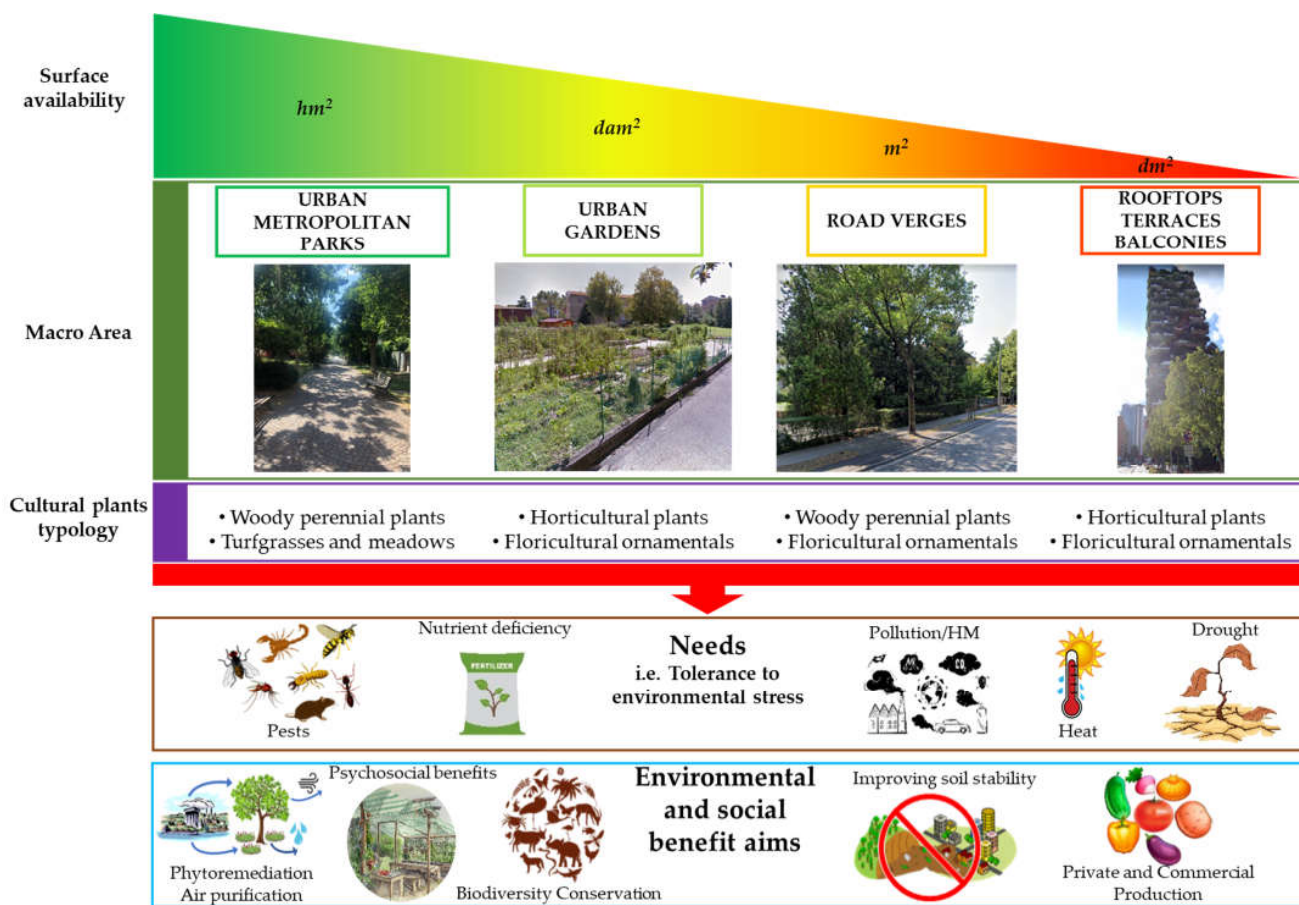 Surface
availability
hm²
dam²
m²
dm²
Macro Area
URBAN
METROPOLITAN
PARKS
URBAN
GARDENS
ROAD VERGES
ROOFTOPS
TERRACES
BALCONIES
Cultural plants
typology
• Woody perennial plants
• Turfgrasses and meadows
• Horticultural plants
• Floricultural ornamentals
• Woody perennial plants
• Floricultural ornamentals
• Horticultural plants
• Floricultural ornamentals
Pests
Nutrient deficiency
FERTILIZER
Needs
i.e. Tolerance to
environmental stress
Pollution/HM
CO₂
Heat
Drought
Phytoremediation
Air purification
Psychosocial benefits
Biodiversity Conservation
Environmental
and social
benefit aims
Improving soil stability
Private and Commercial
Production